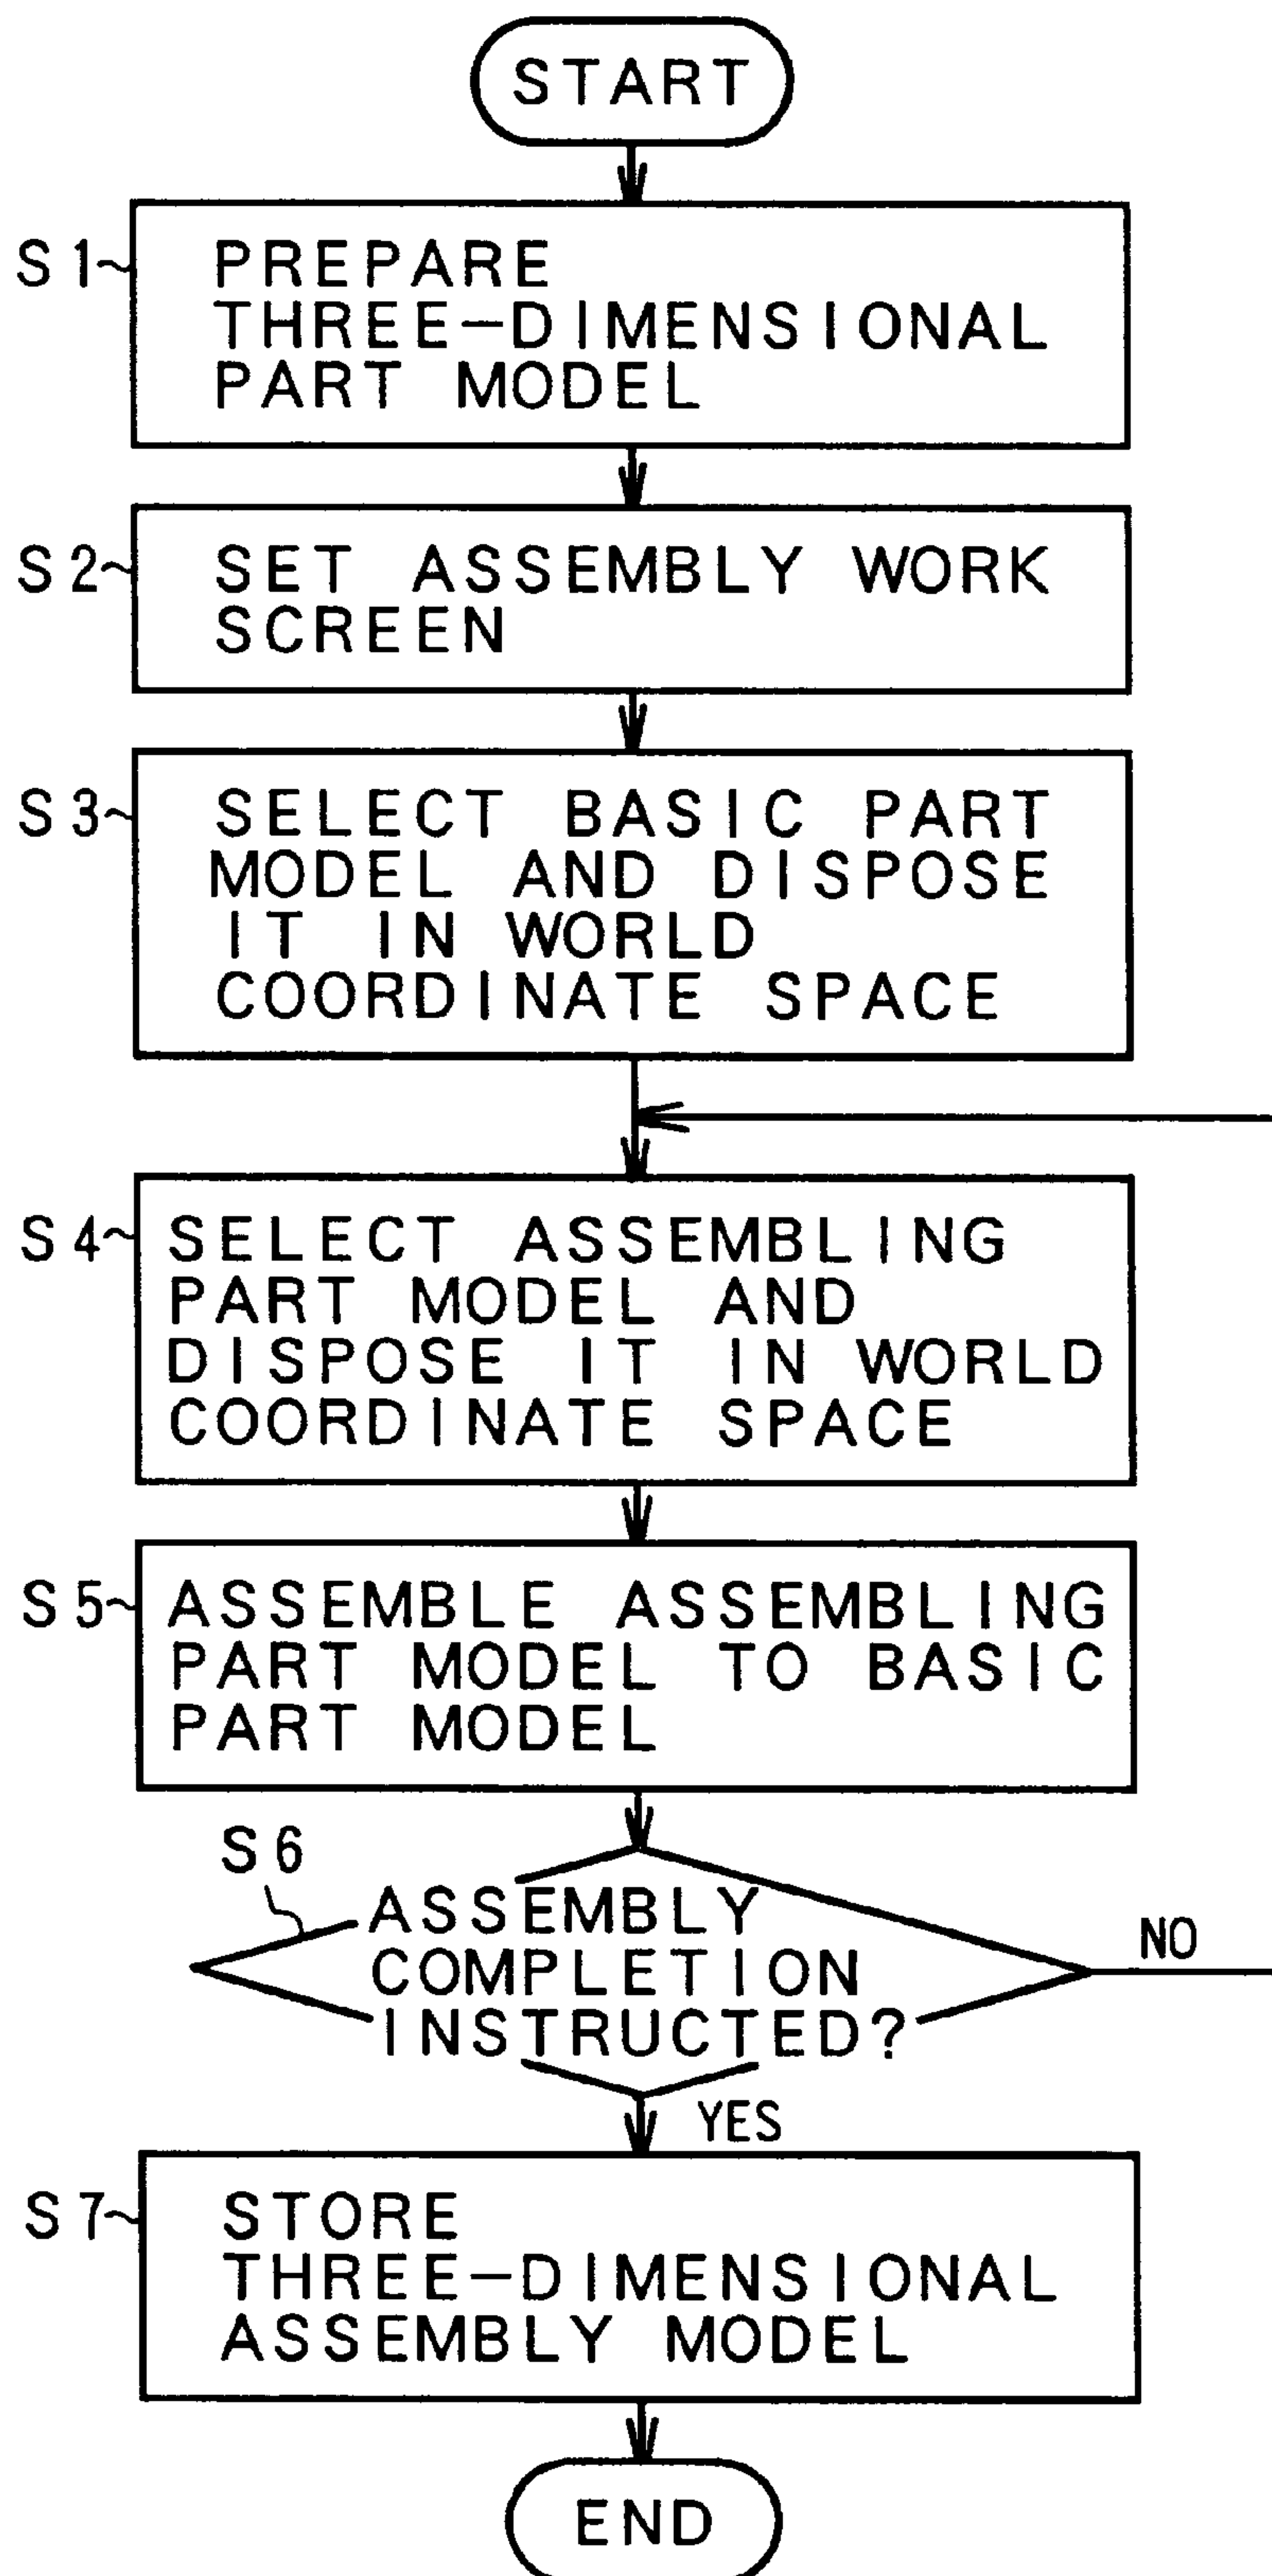 START
S1
PREPARE
THREE-DIMENSIONAL
PART MODEL
S2
SET ASSEMBLY WORK
SCREEN
S3
SELECT BASIC PART
MODEL AND DISPOSE
IT IN WORLD
COORDINATE SPACE
S4
SELECT ASSEMBLING
PART MODEL AND
DISPOSE IT IN WORLD
COORDINATE SPACE
S5
ASSEMBLE ASSEMBLING
PART MODEL TO BASIC
PART MODEL
S6
ASSEMBLY
COMPLETION
INSTRUCTED?
NO
YES
S7
STORE
THREE-DIMENSIONAL
ASSEMBLY MODEL
END